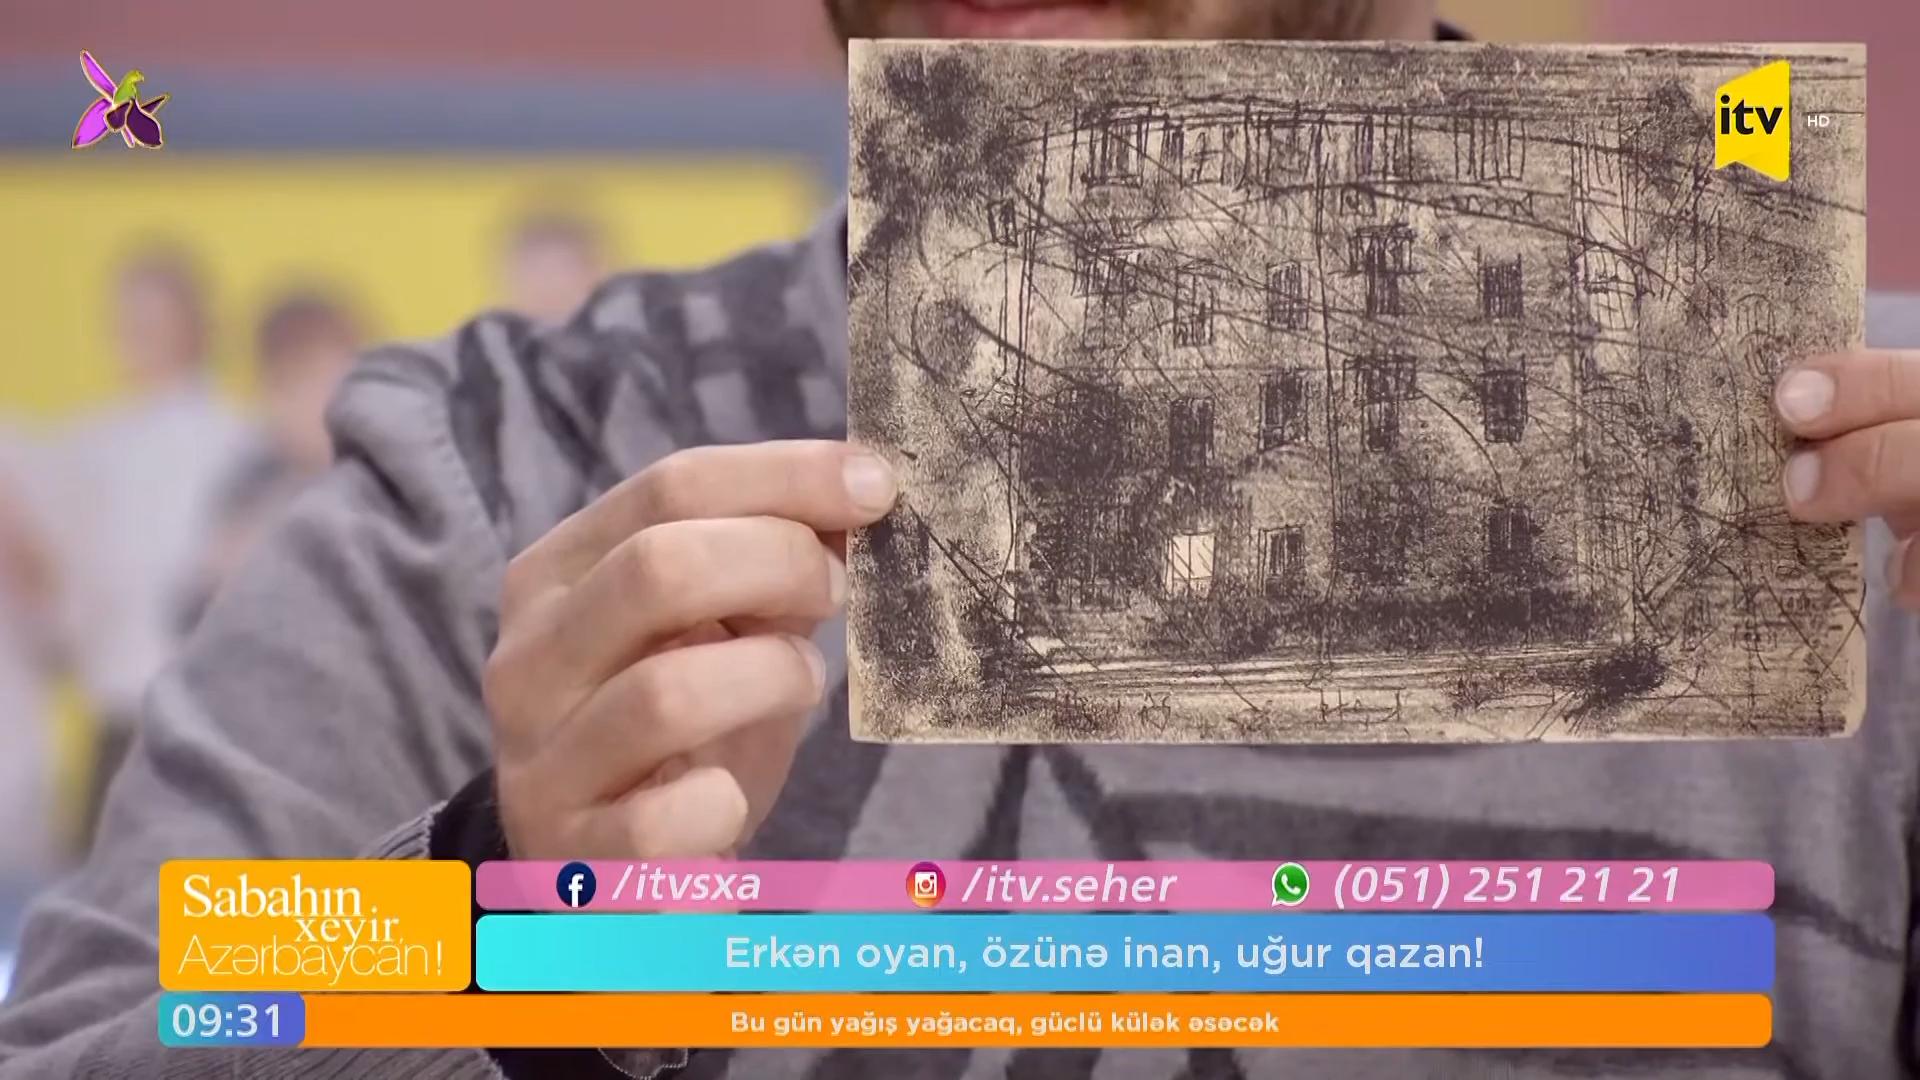 itv HD
/itvsxa /itv.seher (051) 251 21 21
Sabahın
xeyir,
Azərbaycan!
Erkən oyan, özünə inan, uğur qazan!
09:31 Bu gün yağış yağacaq, güclü külək əsəcək